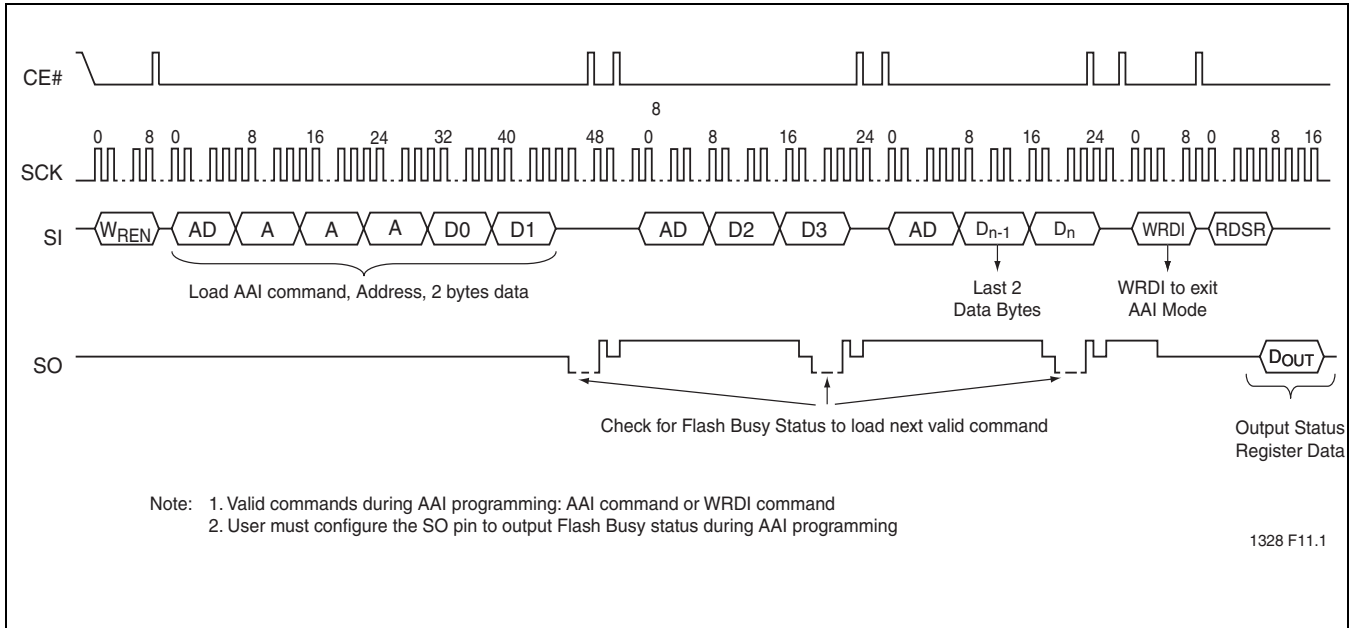 CE#
8
0 8 0 8 16 24 32 40 48 0 8 16 24 0 8 16 24 0 8 0 8 16
SCK
SI WREN AD A A A D0 D1 AD D2 D3 AD Dn-1 Dn WRDI RDSR
Load AAI command, Address, 2 bytes data
Last 2
Data Bytes
WRDI to exit
AAI Mode
SO DOUT
Check for Flash Busy Status to load next valid command
Output Status
Register Data
Note: 1. Valid commands during AAI programming: AAI command or WRDI command
2. User must configure the SO pin to output Flash Busy status during AAI programming
1328 F11.1